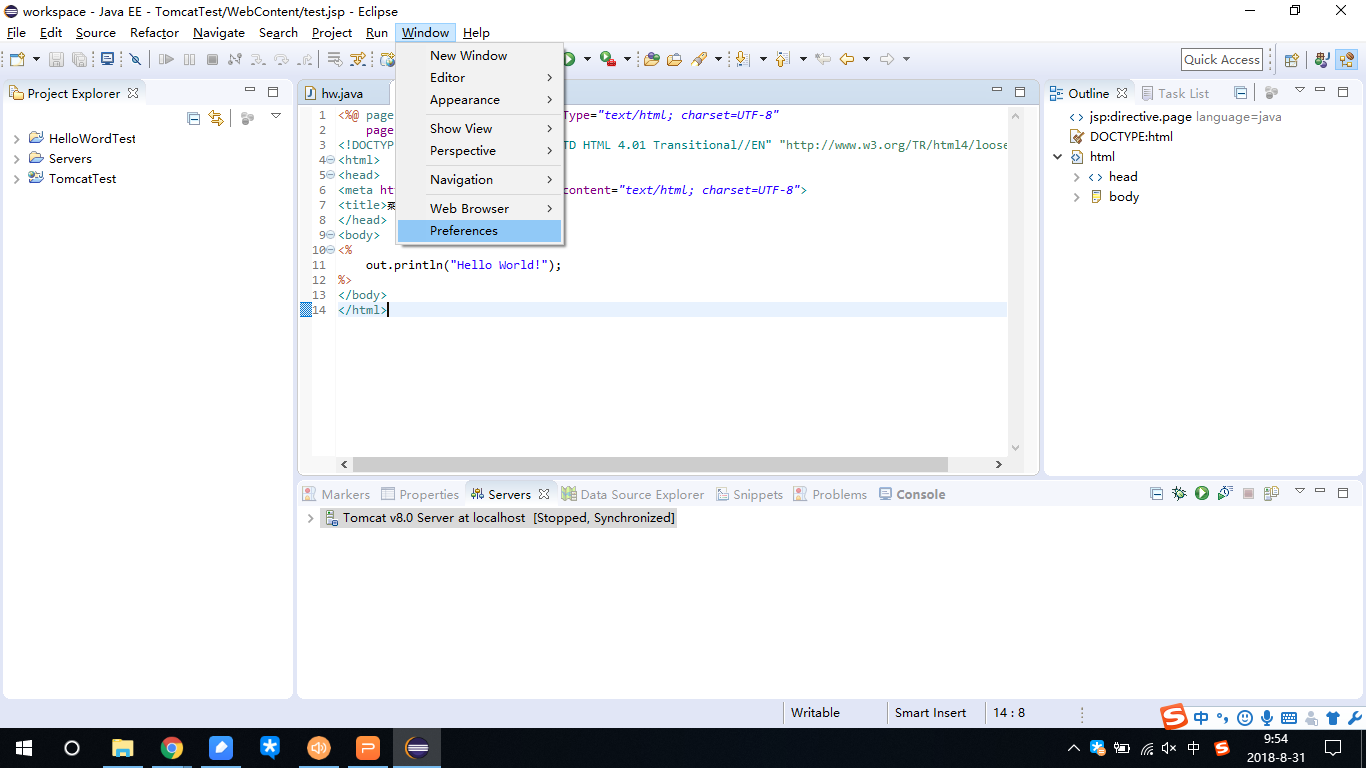 workspace - Java EE - TomcatTest/WebContent/test.jsp - Eclipse
File Edit Source Refactor Navigate Search Project Run Window Help
Quick Access
New Window
Editor
Appearance
Show View
Perspective
Navigation
Web Browser
Preferences
Project Explorer
HelloWordTest
Servers
TomcatTest
hw.java
1 <%@ page Type="text/html; charset=UTF-8"
2 page
3 <!DOCTYP TD HTML 4.01 Transitional//EN" "http://www.w3.org/TR/html4/loose
4 <html>
5 <head>
6 <meta ht content="text/html; charset=UTF-8">
7 <title>
8 </head>
9 <body>
10 <%
11 out.println("Hello World!");
12 %>
13 </body>
14 </html>
Outline Task List
jsp:directive.page language=java
DOCTYPE:html
html
head
body
Markers Properties Servers Data Source Explorer Snippets Problems Console
Tomcat v8.0 Server at localhost [Stopped, Synchronized]
Writable Smart Insert 14 : 8
中
中
9:54
2018-8-31